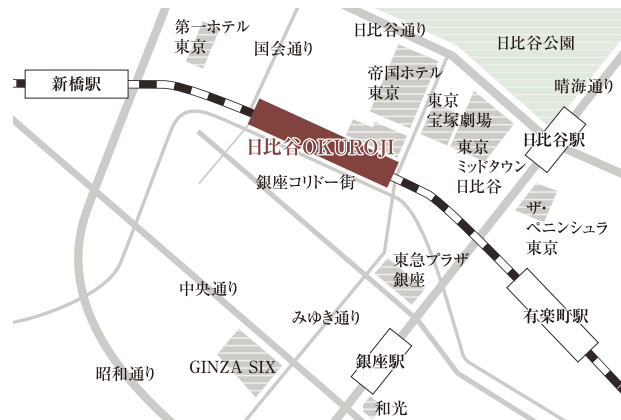 第一ホテル
東京
国会通り
日比谷通り
日比谷公園
新橋駅
帝国ホテル
東京
晴海通り
東京
宝塚劇場
日比谷駅
日比谷OKUROJI
東京
ミッドタウン
日比谷
銀座コリドー街
ザ・
ペニンシュラ
東京
東急プラザ
銀座
中央通り
みゆき通り
有楽町駅
昭和通り
GINZA SIX
銀座駅
和光